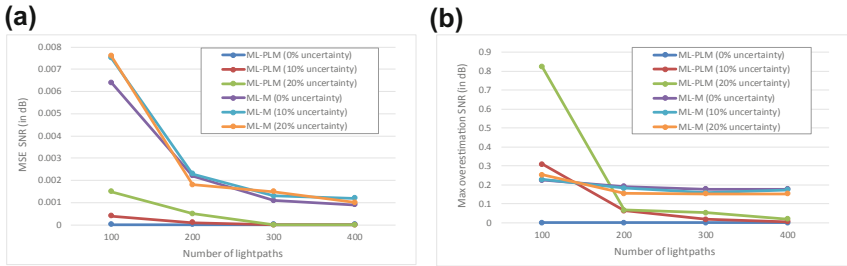 (a)
0.008
0.007
0.006
0.005
0.004
0.003
0.002
0.001
0
MSE SNR (in dB)
ML-PLM (0% uncertainty)
ML-PLM (10% uncertainty)
ML-PLM (20% uncertainty)
ML-M (0% uncertainty)
ML-M (10% uncertainty)
ML-M (20% uncertainty)
100 200 300 400
Number of lightpaths
(b)
0.9
0.8
0.7
0.6
0.5
0.4
0.3
0.2
0.1
0
Max overestimation SNR (in dB)
ML-PLM (0% uncertainty)
ML-PLM (10% uncertainty)
ML-PLM (20% uncertainty)
ML-M (0% uncertainty)
ML-M (10% uncertainty)
ML-M (20% uncertainty)
100 200 300 400
Number of lightpaths